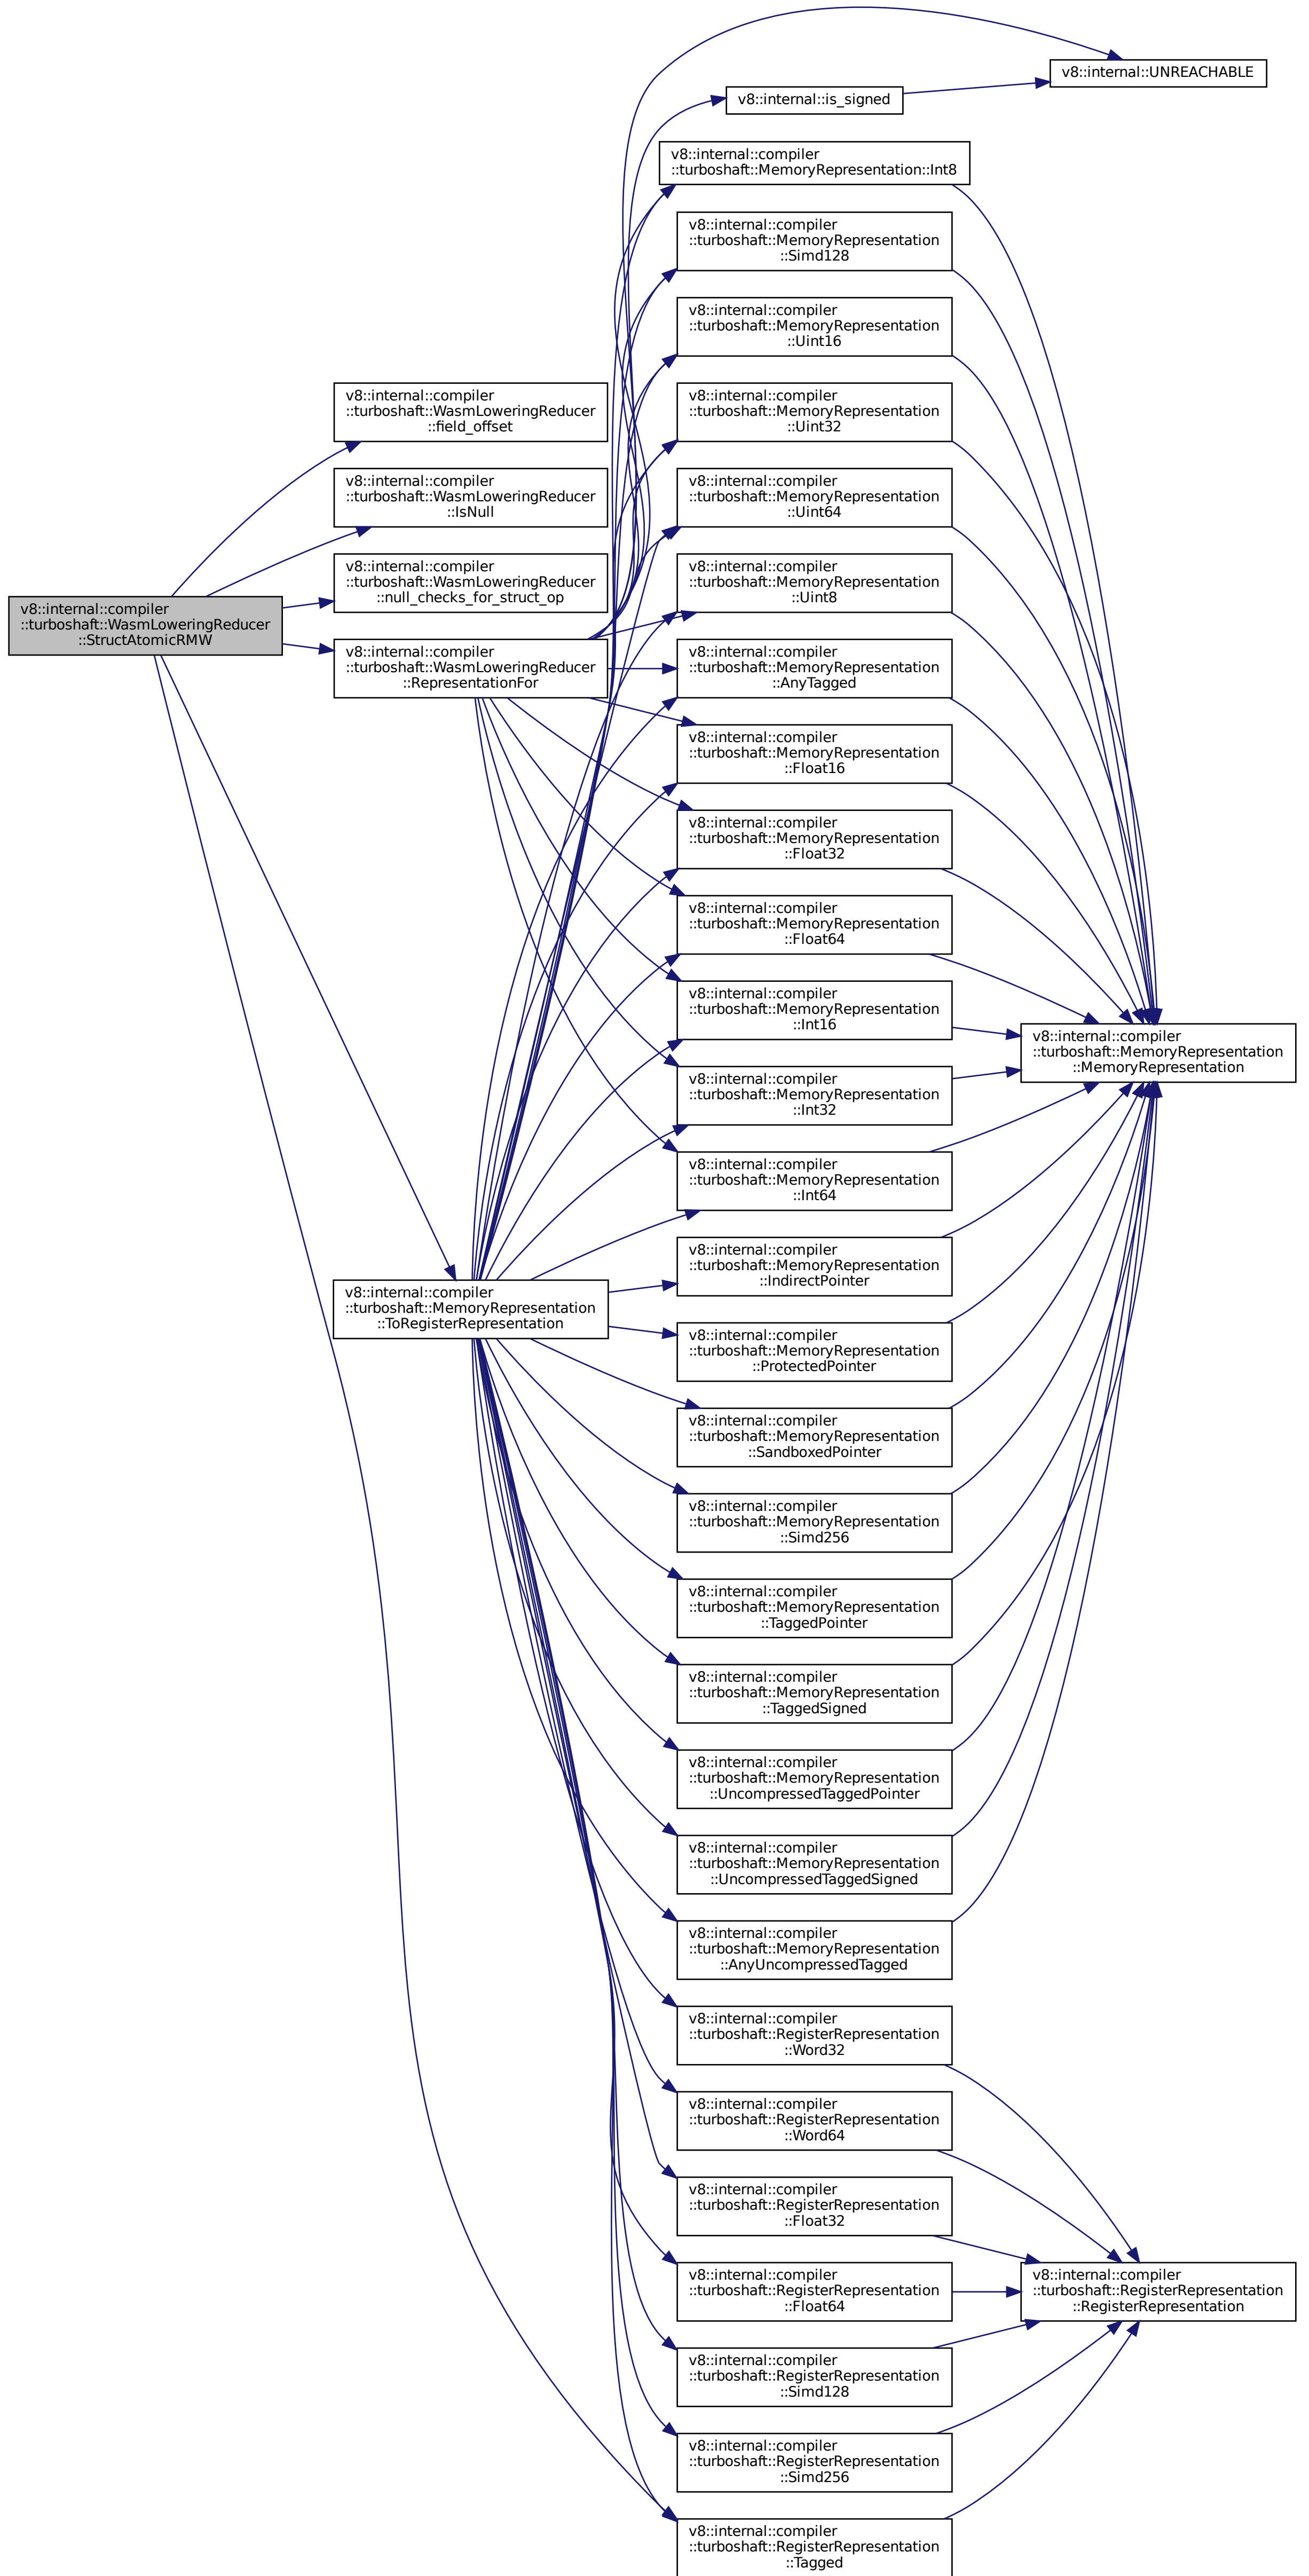 v8::internal::UNREACHABLE
v8::internal::is_signed
v8::internal::compiler
::turboshaft::MemoryRepresentation::Int8
v8::internal::compiler
::turboshaft::MemoryRepresentation
::Simd128
v8::internal::compiler
::turboshaft::MemoryRepresentation
::Uint16
v8::internal::compiler
::turboshaft::WasmLoweringReducer
::field_offset
v8::internal::compiler
::turboshaft::MemoryRepresentation
::Uint32
v8::internal::compiler
::turboshaft::WasmLoweringReducer
::IsNull
v8::internal::compiler
::turboshaft::MemoryRepresentation
::Uint64
v8::internal::compiler
::turboshaft::WasmLoweringReducer
::null_checks_for_struct_op
v8::internal::compiler
::turboshaft::MemoryRepresentation
::Uint8
v8::internal::compiler
::turboshaft::WasmLoweringReducer
::StructAtomicRMW
v8::internal::compiler
::turboshaft::WasmLoweringReducer
::RepresentationFor
v8::internal::compiler
::turboshaft::MemoryRepresentation
::AnyTagged
v8::internal::compiler
::turboshaft::MemoryRepresentation
::Float16
v8::internal::compiler
::turboshaft::MemoryRepresentation
::Float32
v8::internal::compiler
::turboshaft::MemoryRepresentation
::Float64
v8::internal::compiler
::turboshaft::MemoryRepresentation
::Int16
v8::internal::compiler
::turboshaft::MemoryRepresentation
::MemoryRepresentation
v8::internal::compiler
::turboshaft::MemoryRepresentation
::Int32
v8::internal::compiler
::turboshaft::MemoryRepresentation
::Int64
v8::internal::compiler
::turboshaft::MemoryRepresentation
::IndirectPointer
v8::internal::compiler
::turboshaft::MemoryRepresentation
::ToRegisterRepresentation
v8::internal::compiler
::turboshaft::MemoryRepresentation
::ProtectedPointer
v8::internal::compiler
::turboshaft::MemoryRepresentation
::SandboxedPointer
v8::internal::compiler
::turboshaft::MemoryRepresentation
::Simd256
v8::internal::compiler
::turboshaft::MemoryRepresentation
::TaggedPointer
v8::internal::compiler
::turboshaft::MemoryRepresentation
::TaggedSigned
v8::internal::compiler
::turboshaft::MemoryRepresentation
::UncompressedTaggedPointer
v8::internal::compiler
::turboshaft::MemoryRepresentation
::UncompressedTaggedSigned
v8::internal::compiler
::turboshaft::MemoryRepresentation
::AnyUncompressedTagged
v8::internal::compiler
::turboshaft::RegisterRepresentation
::Word32
v8::internal::compiler
::turboshaft::RegisterRepresentation
::Word64
v8::internal::compiler
::turboshaft::RegisterRepresentation
::Float32
v8::internal::compiler
::turboshaft::RegisterRepresentation
::Float64
v8::internal::compiler
::turboshaft::RegisterRepresentation
::RegisterRepresentation
v8::internal::compiler
::turboshaft::RegisterRepresentation
::Simd128
v8::internal::compiler
::turboshaft::RegisterRepresentation
::Simd256
v8::internal::compiler
::turboshaft::RegisterRepresentation
::Tagged